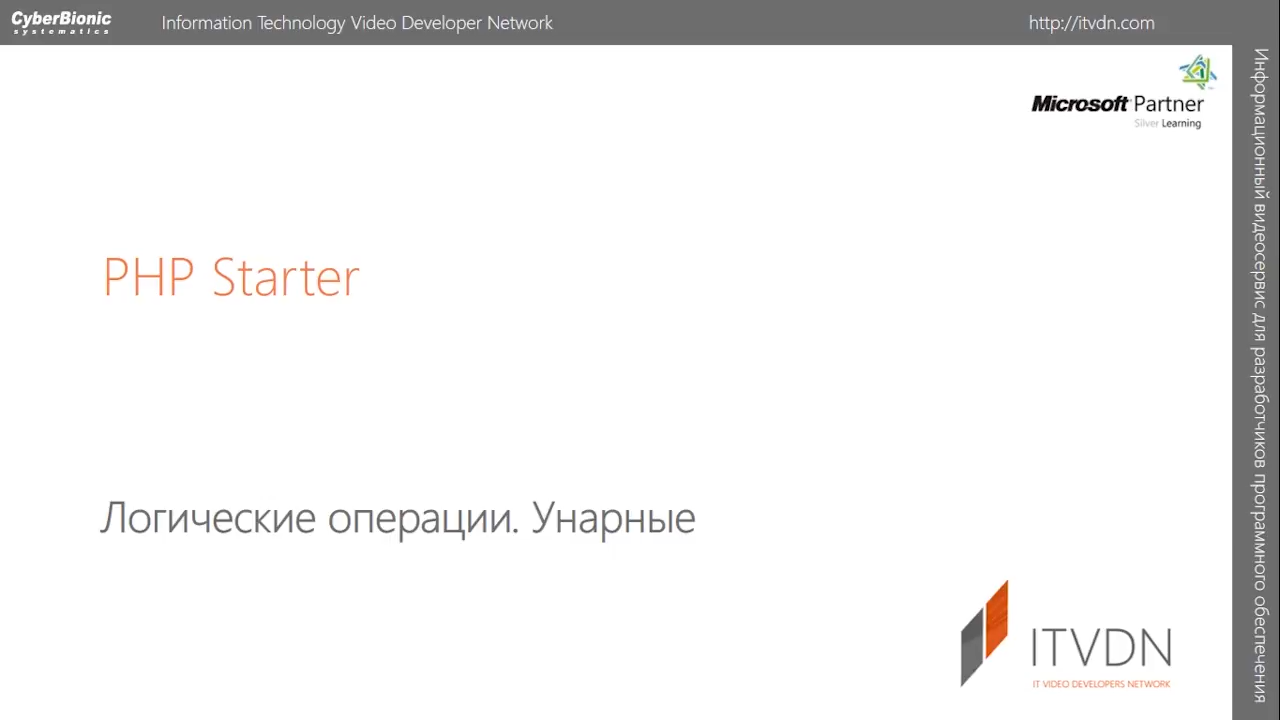 CyberBionic
systematics
Information Technology Video Developer Network
http://itvdn.com
Microsoft Partner
Silver Learning
PHP Starter
Логические операции. Унарные
ITVDN
IT VIDEO DEVELOPERS NETWORK
Информационный видеосервис для разработчиков программного обеспечения